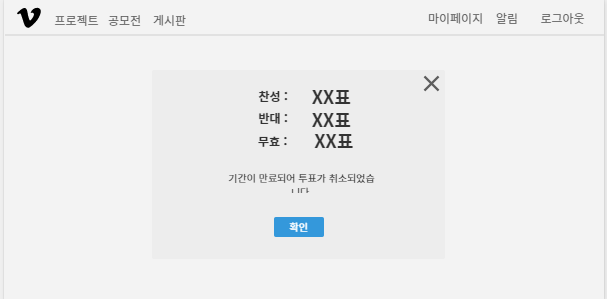 프로젝트 공모전 게시판 마이페이지 알림 로그아웃
찬성 : XX표
반대 : XX표
무효 : XX표
기간이 만료되어 투표가 취소되었습
니다
확인